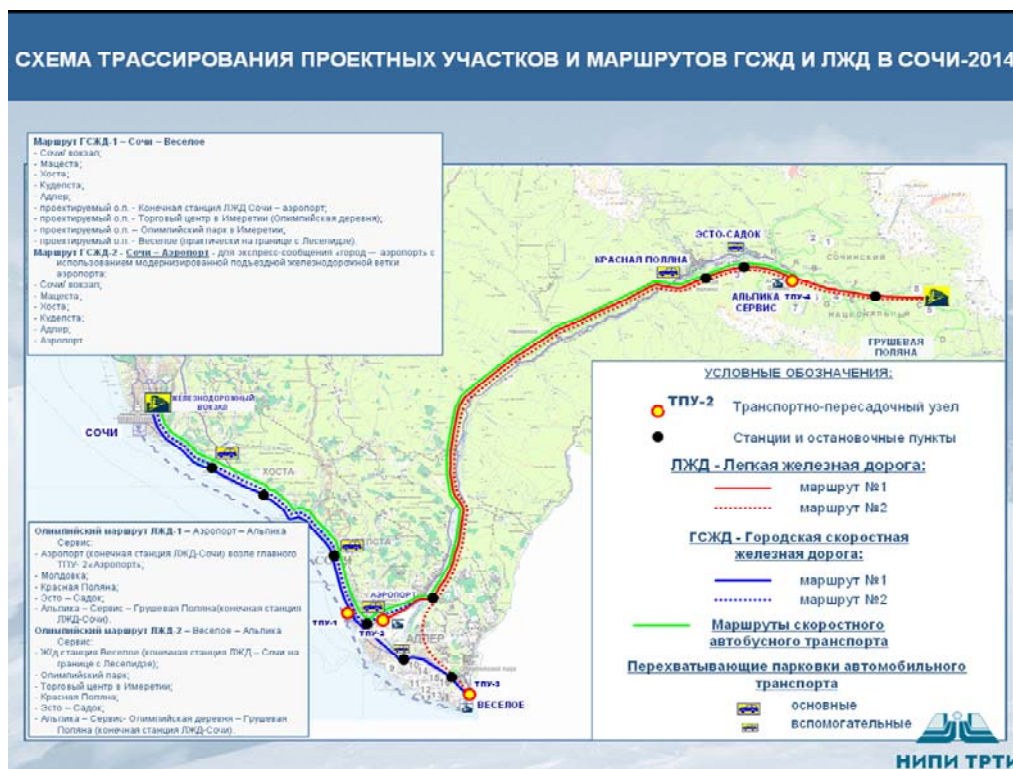 СХЕМА ТРАССИРОВАНИЯ ПРОЕКТНЫХ УЧАСТКОВ И МАРШРУТОВ ГСЖД И ЛЖД В СОЧИ-2014
Маршрут ГСЖД-1 – Сочи – Веселое
- Сочи/ вокзал;
- Мацеста;
- Хоста;
- Кудепста;
- Адлер;
- проектируемый о.п. - Конечная станция ЛЖД Сочи – аэропорт;
- проектируемый о.п. - Торговый центр в Имеретии (Олимпийская деревня);
- проектируемый о.п. – Олимпийский парк в Имеретии;
- проектируемый о.п. - Веселое (практически на границе с Леселидзе).
Маршрут ГСЖД-2 - Сочи – Аэропорт - для экспресс-сообщения «город — аэропорт» с
использованием модернизированной подъездной железнодорожной ветки
аэропорта:
- Сочи/ вокзал;
- Мацеста;
- Хоста;
- Кудепста;
- Адлер;
- Аэропорт
ЭСТО-САДОК
КРАСНАЯ ПОЛЯНА
СОЧИНСКИЙ
АЛЬПИКА ТПУ-4
СЕРВИС
НАЦИОНАЛЬНЫЙ
ГРУШЕВАЯ
ПОЛЯНА
ЖЕЛЕЗНОДОРОЖНЫЙ
ВОКЗАЛ
СОЧИ
ХОСТА
АЭРОПОРТ
ТПУ-1
ТПУ-2
АДЛЕР
ТПУ-3
ВЕСЕЛОЕ
Олимпийский маршрут ЛЖД-1 – Аэропорт – Альпика
Сервис:
- Аэропорт (конечная станция ЛЖД-Сочи) возле главного
ТПУ- 2«Аэропорт»;
- Молдовка;
- Красная Поляна;
- Эсто – Садок;
- Альпика – Сервис – Грушевая Поляна(конечная станция
ЛЖД-Сочи).
Олимпийский маршрут ЛЖД-2 – Веселое – Альпика
Сервис:
- Ж/д станция Веселое (конечная станция ЛЖД – Сочи на
границе с Леселидзе);
- Олимпийский парк;
- Торговый центр в Имеретии;
- Красная Поляна;
- Эсто – Садок;
- Альпика – Сервис- Олимпийская деревня – Грушевая
Поляна (конечная станция ЛЖД-Сочи).
УСЛОВНЫЕ ОБОЗНАЧЕНИЯ:
ТПУ-2 Транспортно-пересадочный узел
Станции и остановочные пункты
ЛЖД - Легкая железная дорога:
маршрут №1
маршрут №2
ГСЖД - Городская скоростная
железная дорога:
маршрут №1
маршрут №2
Маршруты скоростного
автобусного транспорта
Перехватывающие парковки автомобильного
транспорта
основные
вспомогательные
НИПИ ТРТИ